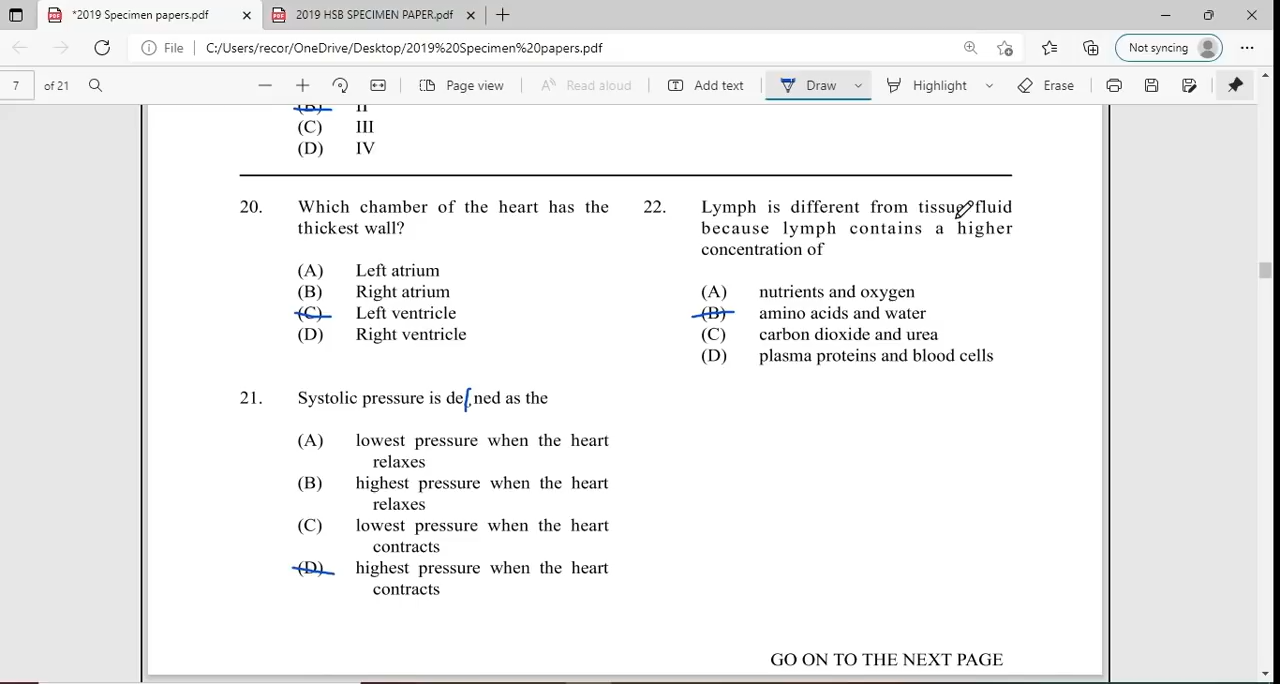 *2019 Specimen papers.pdf
2019 HSB SPECIMEN PAPER.pdf
File
C:/Users/recor/OneDrive/Desktop/2019%20Specimen%20papers.pdf
Not syncing
7 of 21
Page view
Read aloud
Add text
Draw
Highlight
Erase
(B) II
(C) III
(D) IV
20. Which chamber of the heart has the
thickest wall?
(A) Left atrium
(B) Right atrium
(C) Left ventricle
(D) Right ventricle
21. Systolic pressure is defined as the
(A) lowest pressure when the heart
relaxes
(B) highest pressure when the heart
relaxes
(C) lowest pressure when the heart
contracts
(D) highest pressure when the heart
contracts
22. Lymph is different from tissue fluid
because lymph contains a higher
concentration of
(A) nutrients and oxygen
(B) amino acids and water
(C) carbon dioxide and urea
(D) plasma proteins and blood cells
GO ON TO THE NEXT PAGE